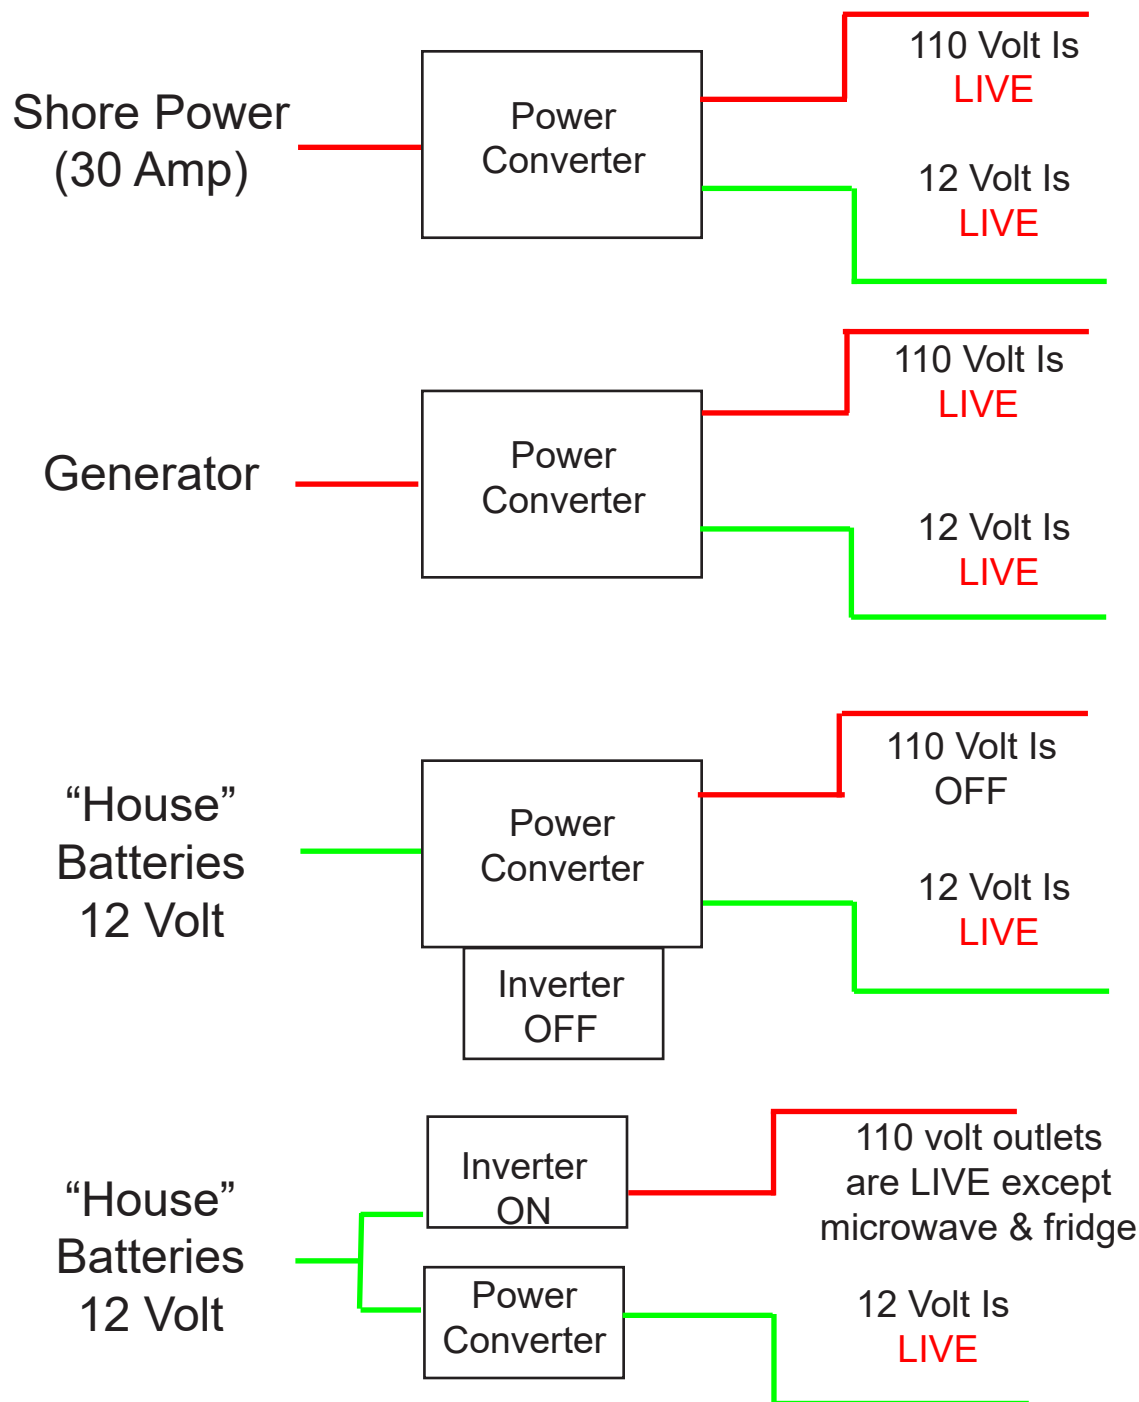 Shore Power
(30 Amp)
Power
Converter
110 Volt Is
LIVE
12 Volt Is
LIVE
Generator
Power
Converter
110 Volt Is
LIVE
12 Volt Is
LIVE
“House”
Batteries
12 Volt
Power
Converter
Inverter
OFF
110 Volt Is
OFF
12 Volt Is
LIVE
“House”
Batteries
12 Volt
Inverter
ON
Power
Converter
110 volt outlets
are LIVE except
microwave & fridge
12 Volt Is
LIVE